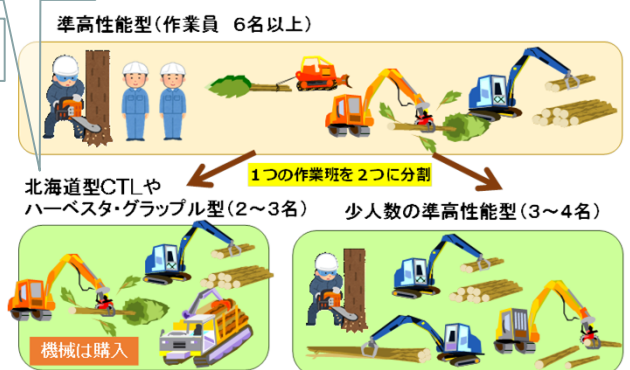 準高性能型(作業員　6名以上)
1つの作業班を2つに分割
北海道型CTLや
ハーベスタ・グラップル型(2～3名)
少人数の準高性能型(3～4名)
機械は購入